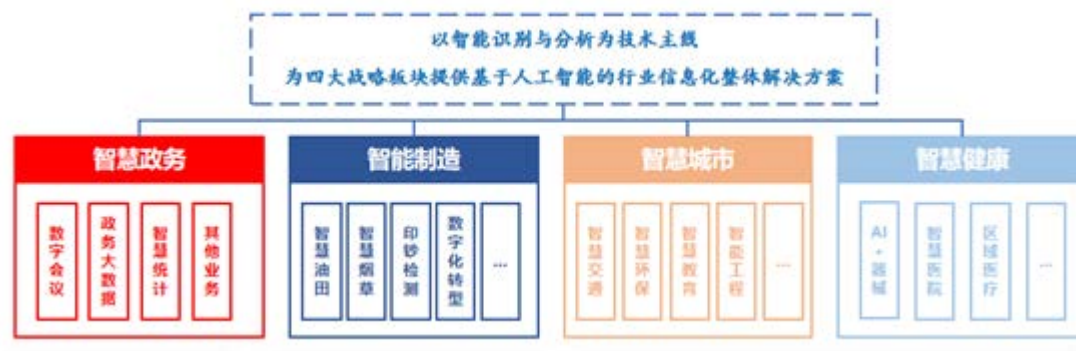 以智能识别与分析为技术主线
为四大战略板块提供基于人工智能的行业信息化整体解决方案
智慧政务
数字会议
政务大数据
智慧统计
其他业务
智能制造
智慧油田
智慧烟草
印钞检测
数字化转型
...
智慧城市
智慧交通
智慧环保
智慧教育
智能工程
...
智慧健康
AI+器械
智慧医院
区域医疗
...